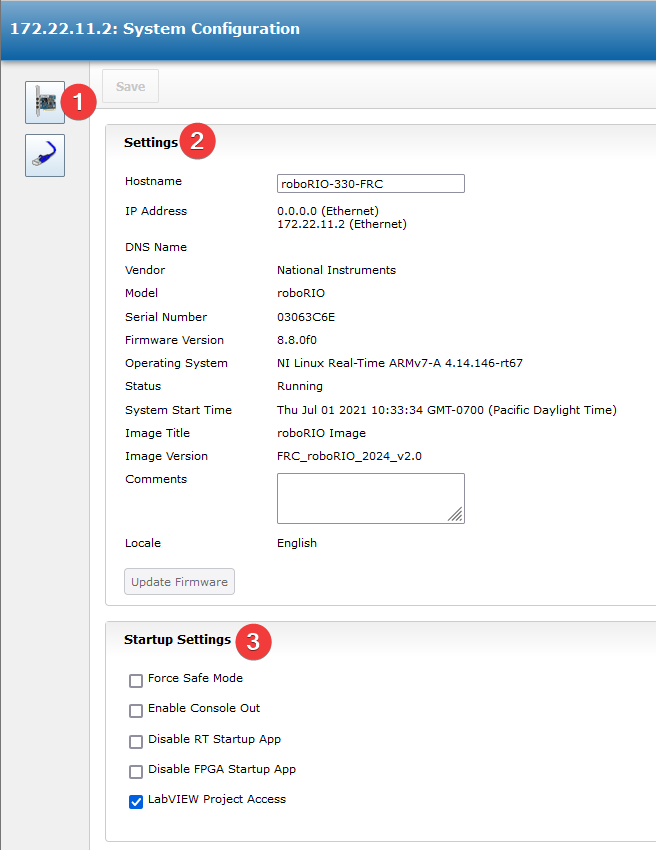 172.22.11.2: System Configuration
1
Save
Settings 2
Hostname roboRIO-330-FRC
IP Address 0.0.0.0 (Ethernet)
172.22.11.2 (Ethernet)
DNS Name
Vendor National Instruments
Model roboRIO
Serial Number 03063C6E
Firmware Version 8.8.0f0
Operating System NI Linux Real-Time ARMv7-A 4.14.146-rt67
Status Running
System Start Time Thu Jul 01 2021 10:33:34 GMT-0700 (Pacific Daylight Time)
Image Title roboRIO Image
Image Version FRC_roboRIO_2024_v2.0
Comments
Locale English
Update Firmware
Startup Settings 3
Force Safe Mode
Enable Console Out
Disable RT Startup App
Disable FPGA Startup App
LabVIEW Project Access